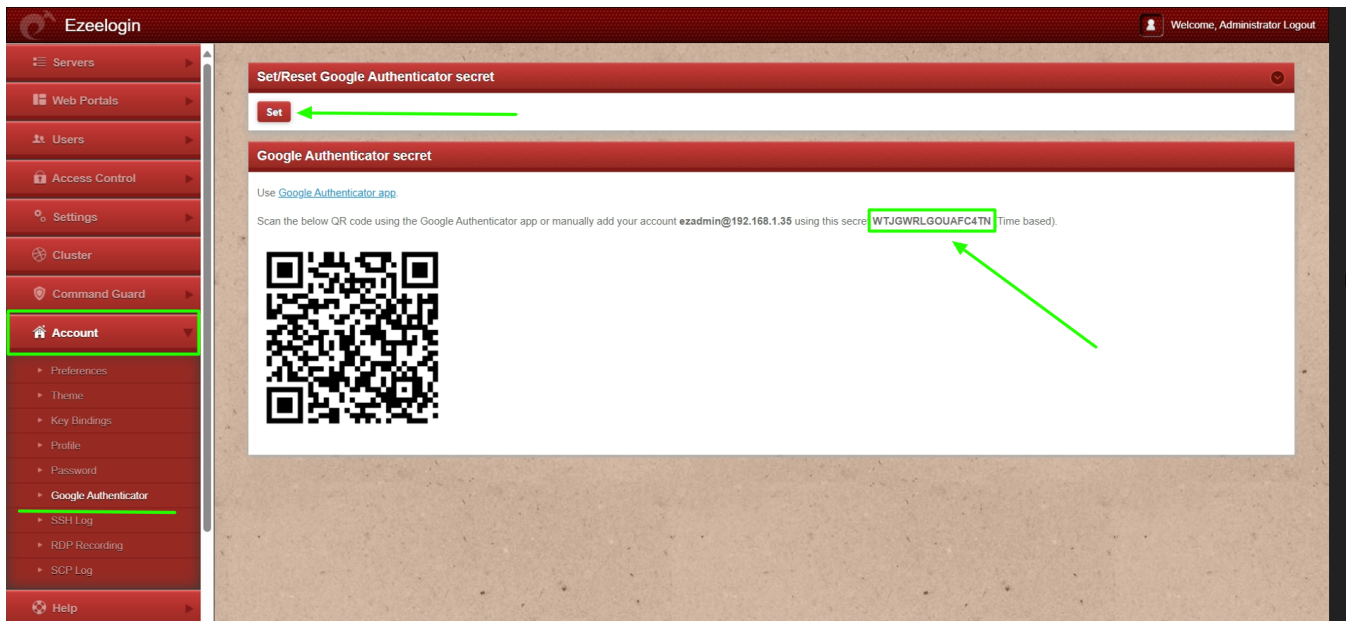 Ezeelogin
Welcome, Administrator Logout
Servers
Web Portals
Users
Access Control
Settings
Cluster
Command Guard
Account
Preferences
Theme
Key Bindings
Profile
Password
Google Authenticator
SSH Log
RDP Recording
SCP Log
Help
Set/Reset Google Authenticator secret
Set
Google Authenticator secret
Use Google Authenticator app.
Scan the below QR code using the Google Authenticator app or manually add your account ezadmin@192.168.1.35 using this secre WTJGWRLGOUAFC4TN Time based).